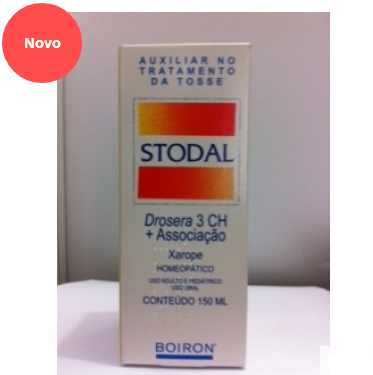 Novo
AUXILIAR NO
TRATAMENTO
DA TOSSE
STODAL
Drosera 3 CH
+ Associação
Xarope
HOMEOPÁTICO
USO ADULTO E PEDIÁTRICO
USO ORAL
CONTEÚDO 150 ML
BOIRON